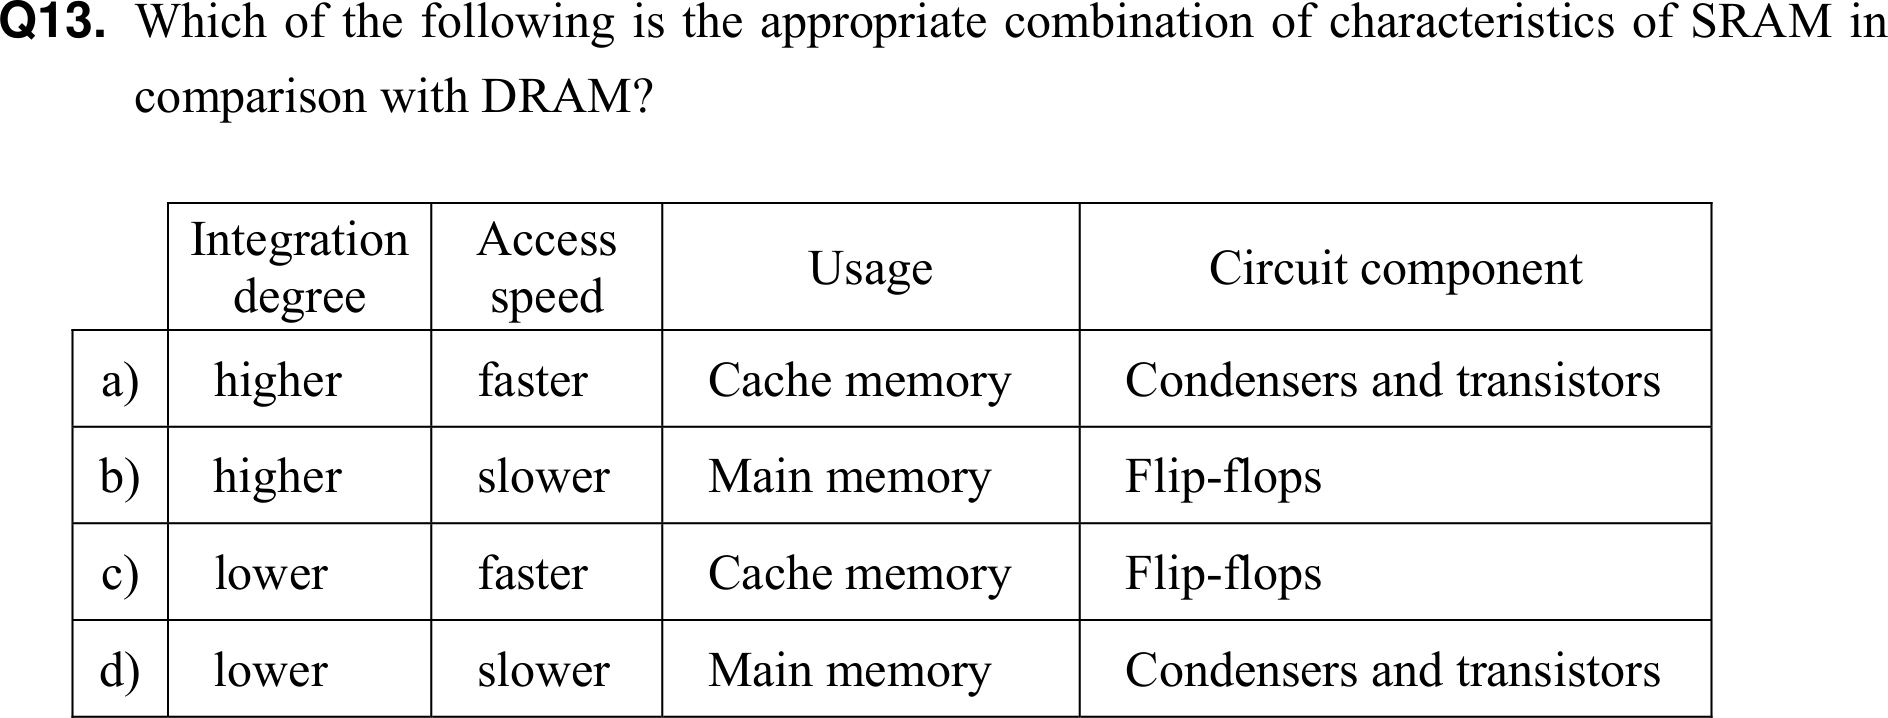 Q13. Which of the following is the appropriate combination of characteristics of SRAM in
comparison with DRAM?
Integration degree Access speed Usage Circuit component
a) higher faster Cache memory Condensers and transistors
b) higher slower Main memory Flip-flops
c) lower faster Cache memory Flip-flops
d) lower slower Main memory Condensers and transistors